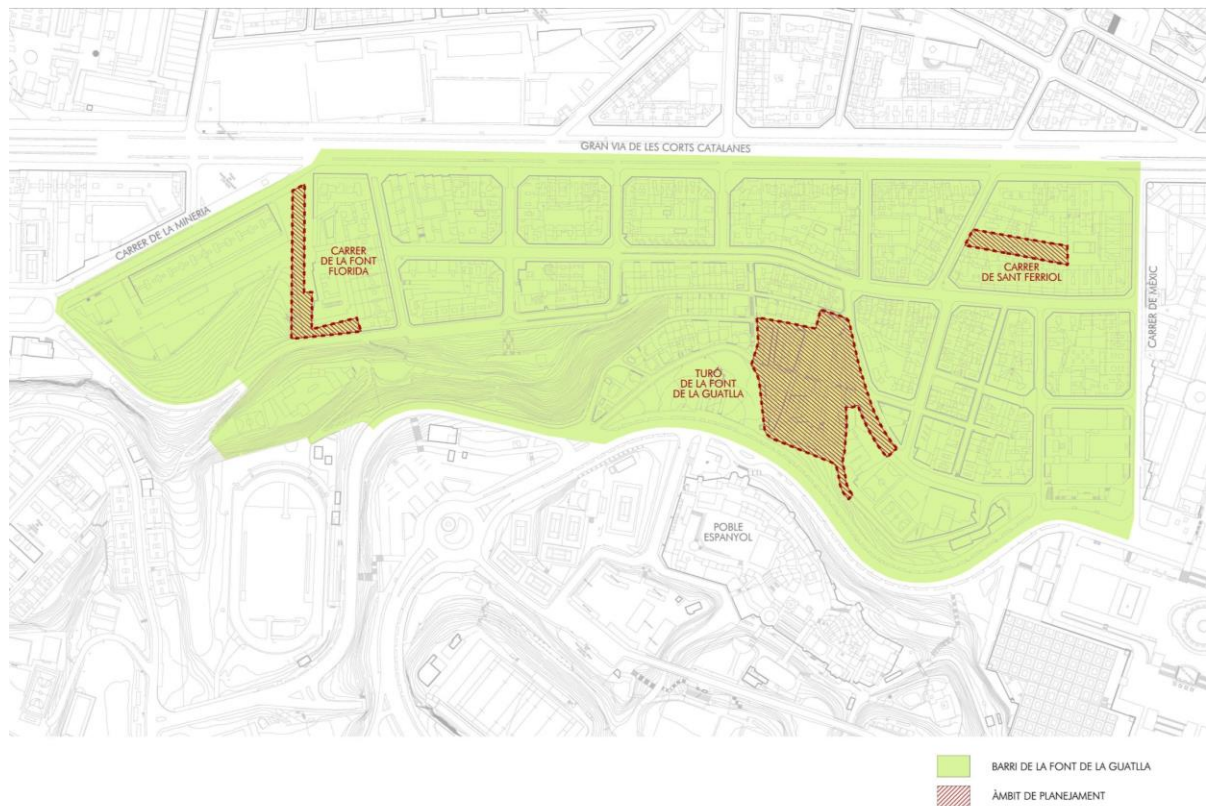 GRAN VIA DE LES CORTS CATALANES
CARRER DE LA MINERIA
CARRER
DE LA FONT
FLORIDA
CARRER
DE SANT FERRIOL
CARRER DE MÈXIC
TURÓ
DE LA FONT
DE LA GUATLLA
POBLE
ESPANYOL
BARRI DE LA FONT DE LA GUATLLA
ÀMBIT DE PLANEJAMENT